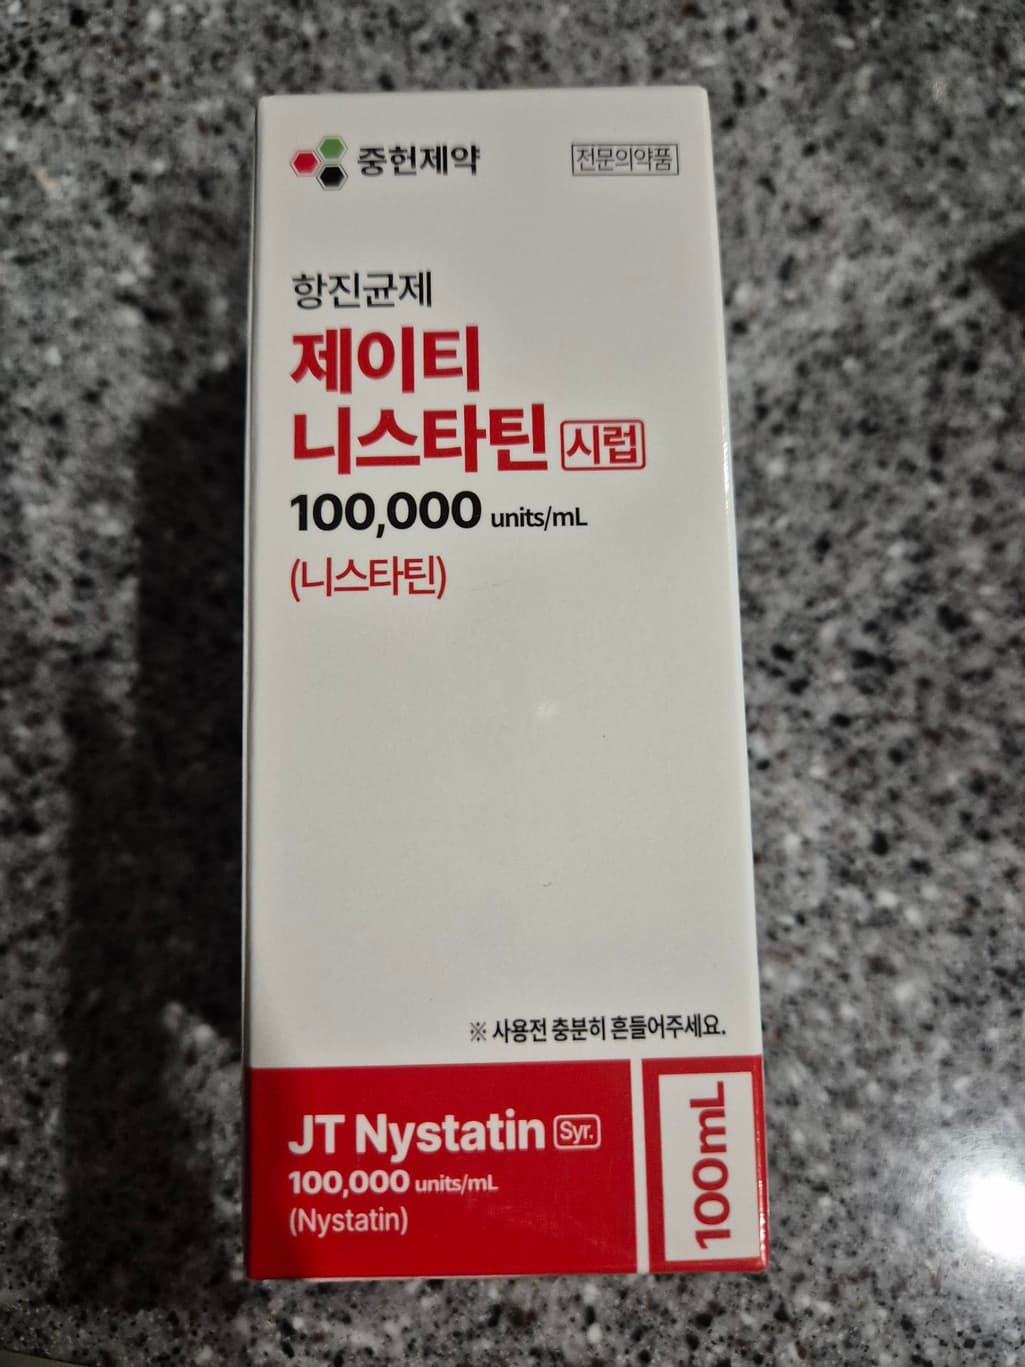 중헌제약
전문의약품
항진균제
제이티
니스타틴 시럽
100,000 units/mL
(니스타틴)
※ 사용전 충분히 흔들어주세요.
JT Nystatin Syr.
100,000 units/mL
(Nystatin)
100mL